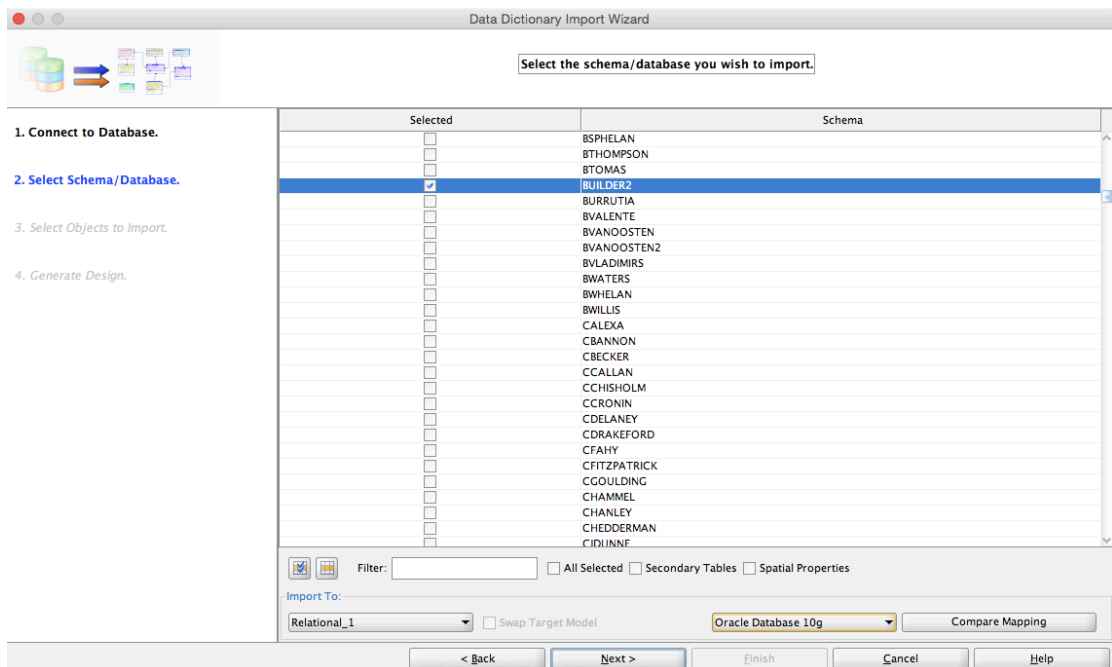 Data Dictionary Import Wizard
Select the schema/database you wish to import.
1. Connect to Database.
2. Select Schema/Database.
3. Select Objects to Import.
4. Generate Design.
Selected Schema
BSPHELAN
BTHOMPSON
BTOMAS
BUILDER2
BURRUTIA
BVALENTE
BVANOOSTEN
BVANOOSTEN2
BVLADIMIRS
BWATERS
BWHELAN
BWILLIS
CALEXA
CBANNON
CBECKER
CCALLAN
CCHISHOLM
CCRONIN
CDELANEY
CDRAKEFORD
CFAHY
CFITZPATRICK
CGOULDING
CHAMMEL
CHANLEY
CHEDDERMAN
CIDUNNE
Filter: All Selected Secondary Tables Spatial Properties
Import To:
Relational_1 Swap Target Model Oracle Database 10g Compare Mapping
< Back Next > Finish Cancel Help